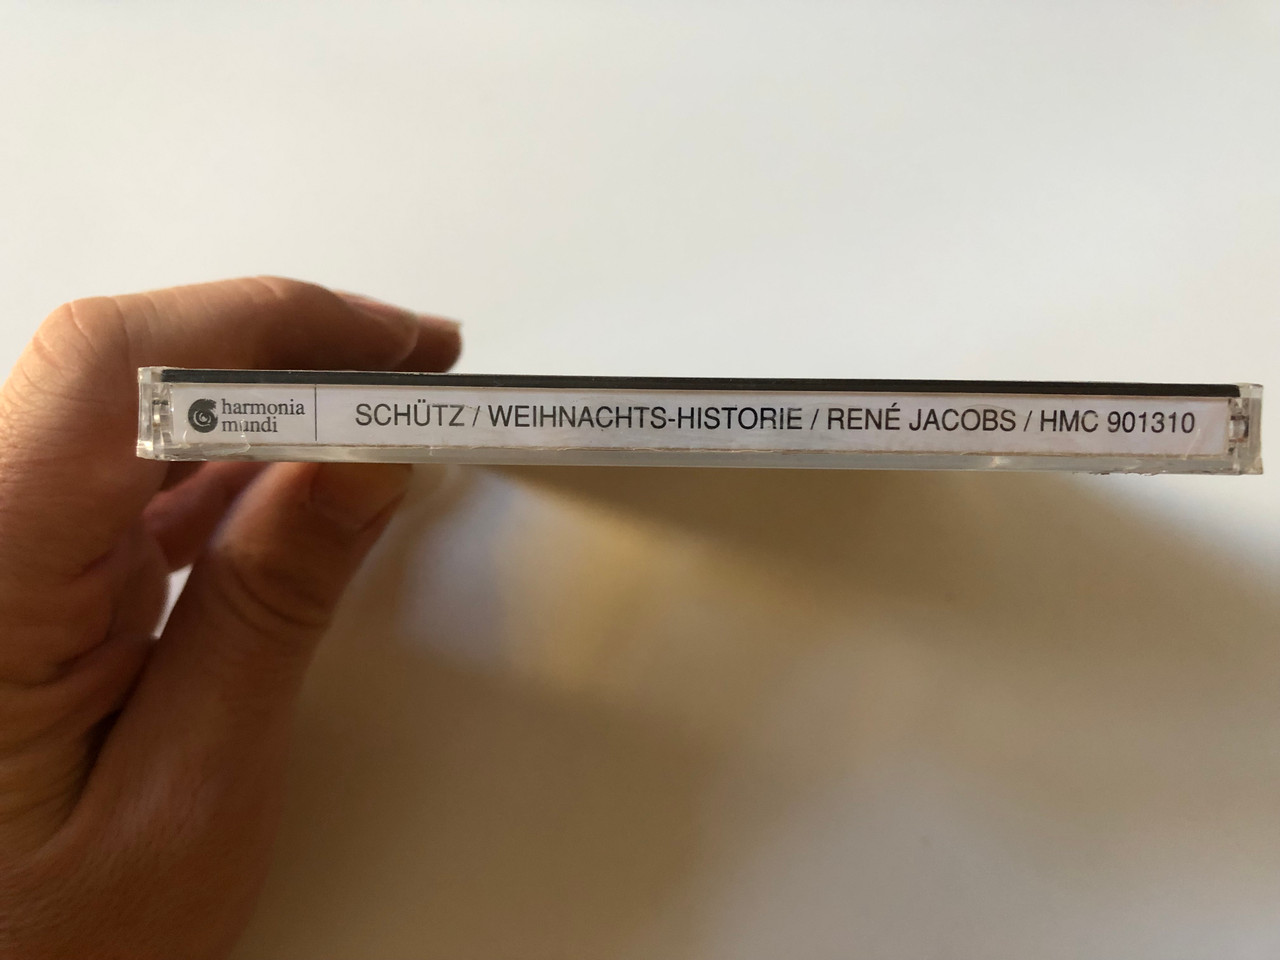 harmonia
mundi
SCHÜTZ / WEIHNACHTS-HISTORIE / RENÉ JACOBS / HMC 901310